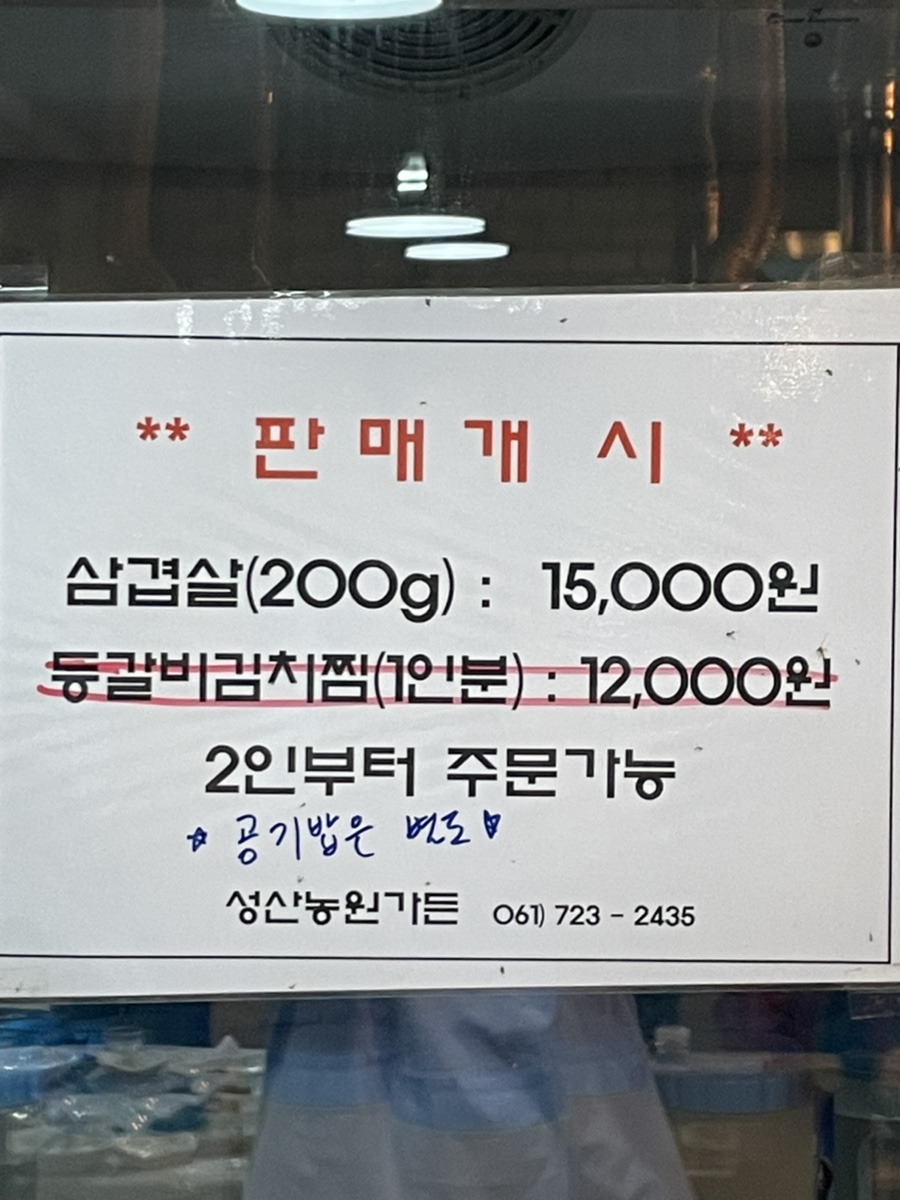 ** 판매개시 **
삼겹살(200g) : 15,000원
등갈비김치찜(1인분) : 12,000원
2인부터 주문가능
☆ 공기밥은 별도☆
성산농원가든 061) 723 - 2435